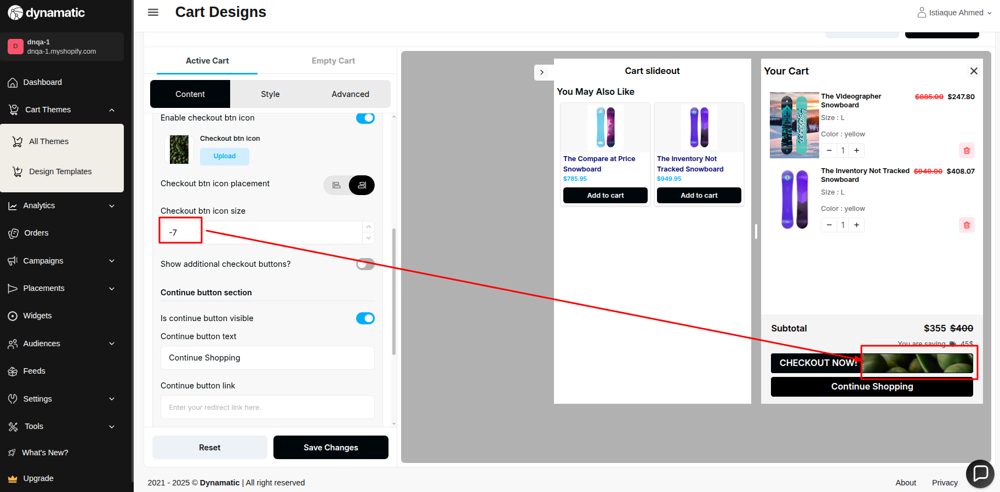 dynamatic
D
dnqa-1
dnqa-1.myshopify.com
Dashboard
Cart Themes
All Themes
Design Templates
Analytics
Orders
Campaigns
Placements
Widgets
Audiences
Feeds
Settings
Tools
What's New?
Upgrade
Cart Designs
Istiaque Ahmed
Active Cart
Empty Cart
Content
Style
Advanced
Enable checkout btn icon
Checkout btn icon
Upload
Checkout btn icon placement
Checkout btn icon size
-7
Show additional checkout buttons?
Continue button section
Is continue button visible
Continue button text
Continue Shopping
Continue button link
Enter your redirect link here.
Reset
Save Changes
Cart slideout
You May Also Like
The Compare at Price
Snowboard
$785.95
Add to cart
The Inventory Not
Tracked Snowboard
$949.95
Add to cart
Your Cart
Hydrogen
The Videographer
Snowboard
$885.00 $247.80
Size : L
Color : yellow
− 1 +
The Inventory Not Tracked
Snowboard
$949.00 $408.07
Size : L
Color : yellow
− 1 +
Subtotal
$355 $400
You are saving 45$
CHECKOUT NOW!
Continue Shopping
2021 - 2025 © Dynamatic | All right reserved
About
Privacy